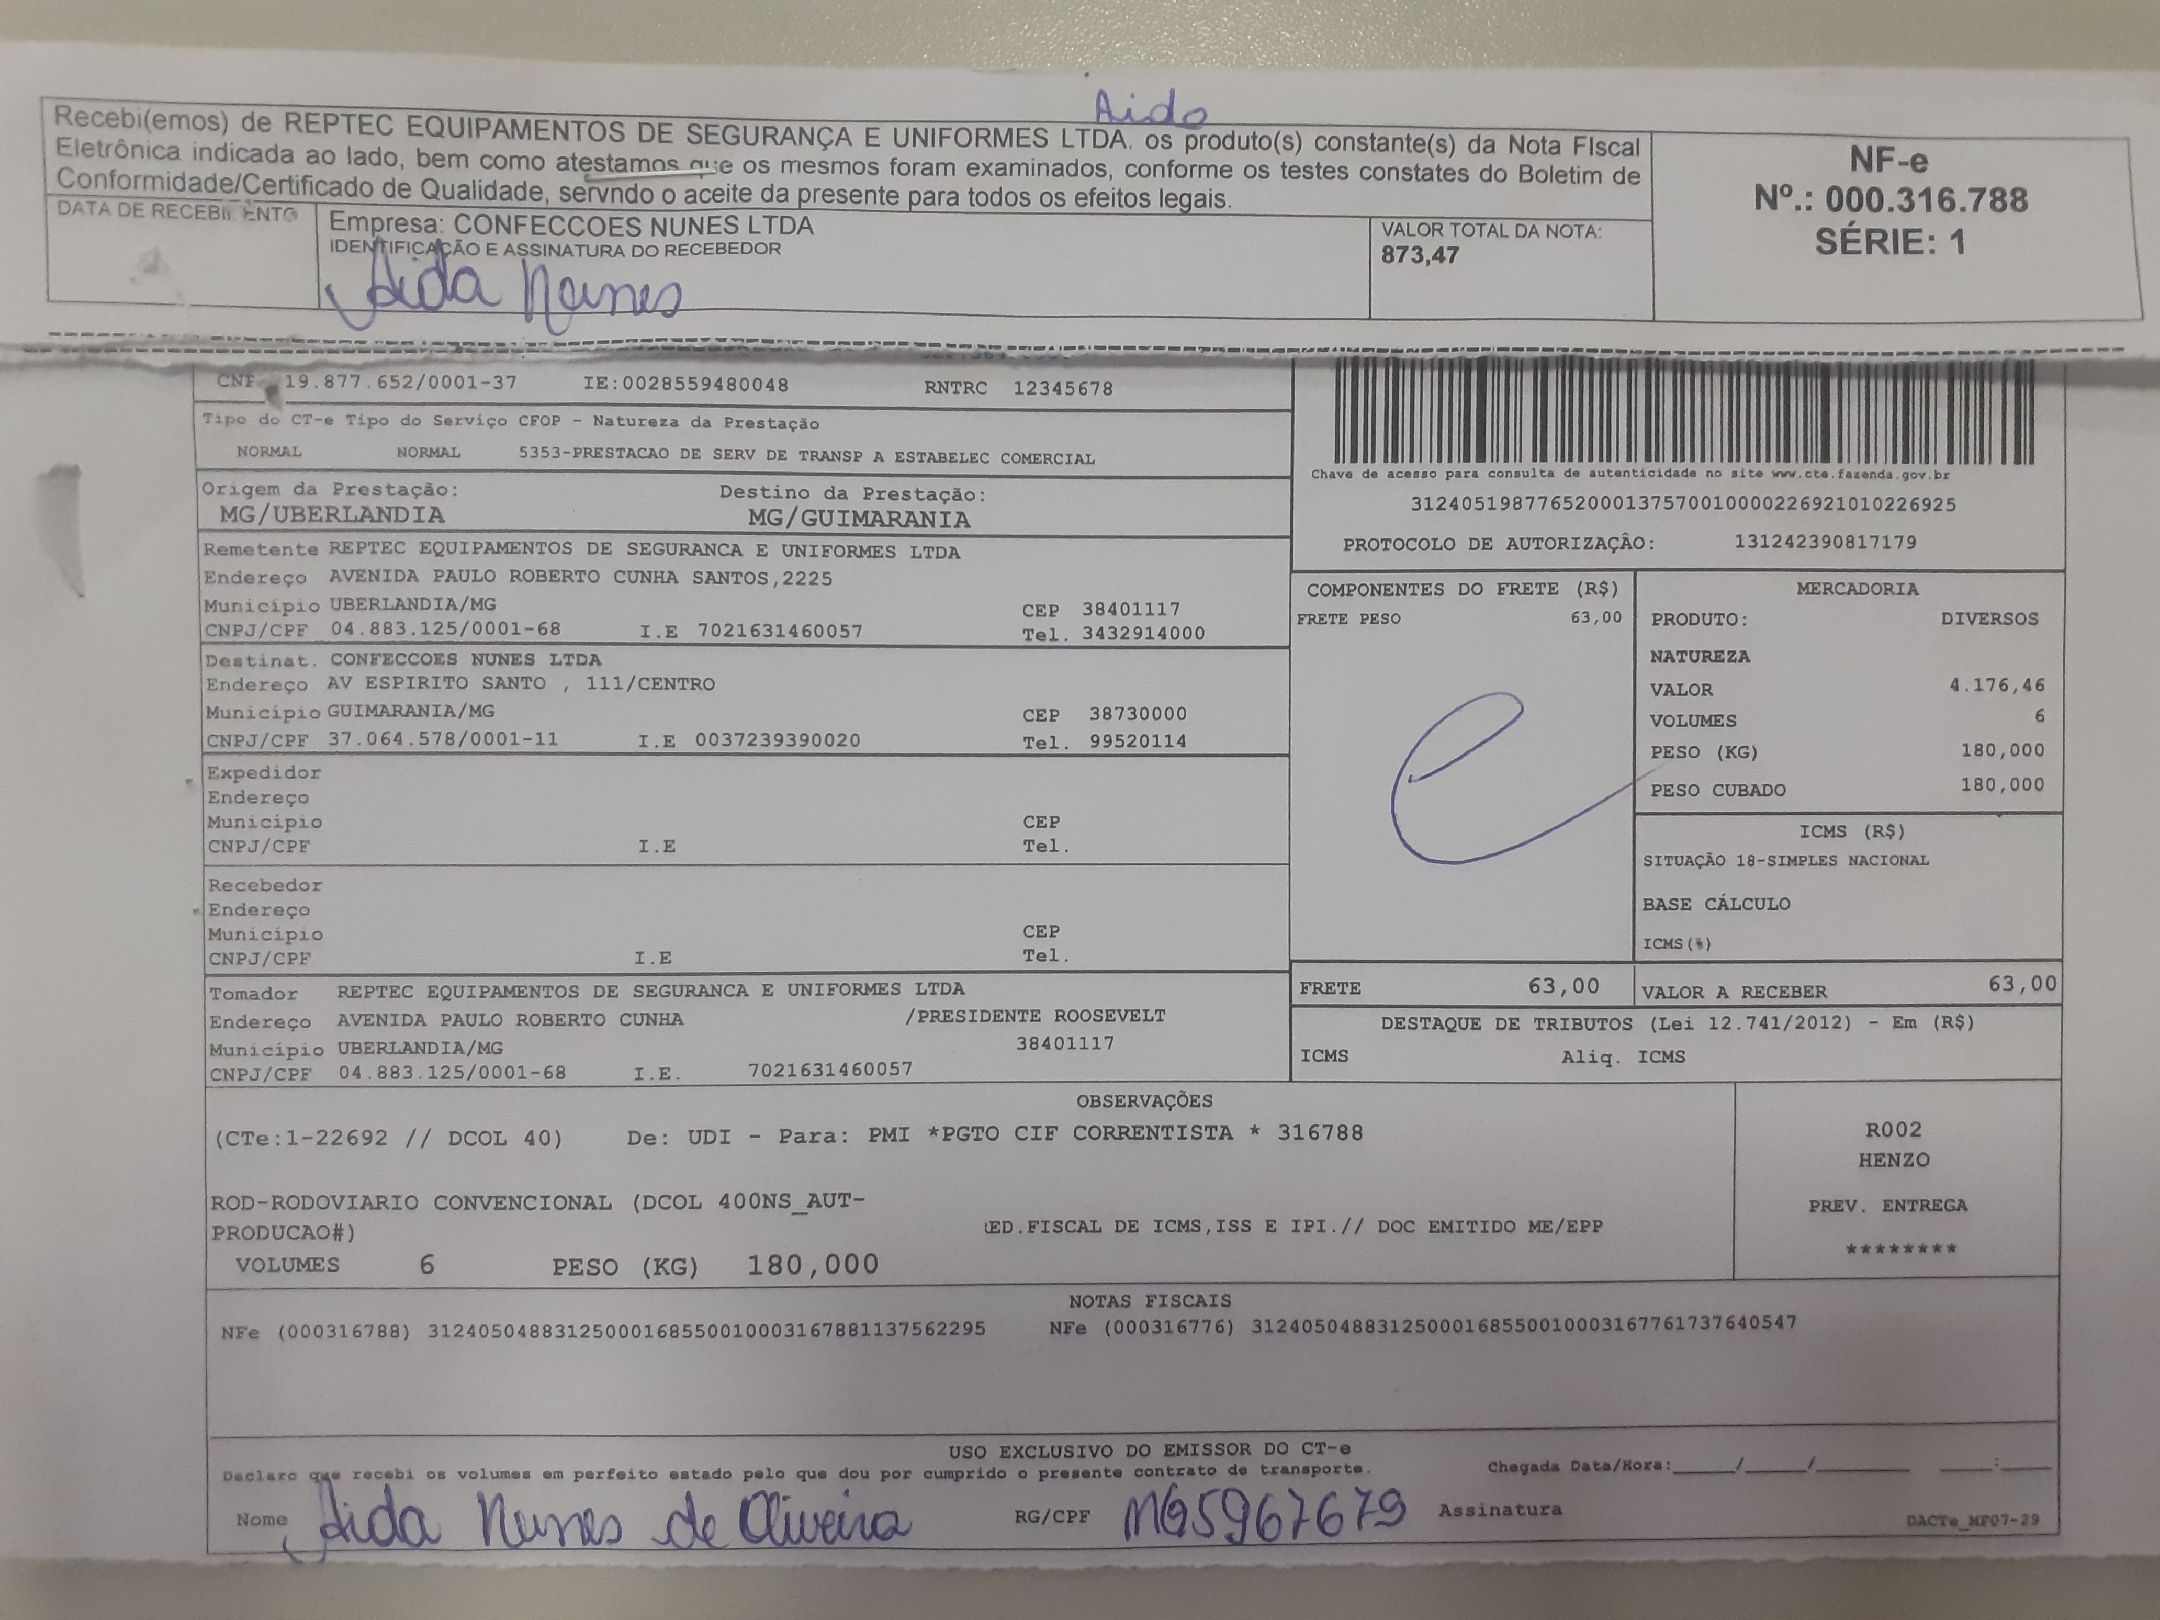 Aido
Recebi(emos) de REPTEC EQUIPAMENTOS DE SEGURANÇA E UNIFORMES LTDA. os produto(s) constante(s) da Nota FIscal
Eletrônica indicada ao lado, bem como atestamos que os mesmos foram examinados, conforme os testes constates do Boletim de
Conformidade/Certificado de Qualidade, servndo o aceite da presente para todos os efeitos legais.
NF-e
Nº.: 000.316.788
SÉRIE: 1
DATA DE RECEBIMENTO
Empresa: CONFECCOES NUNES LTDA
IDENTIFICAÇÃO E ASSINATURA DO RECEBEDOR
Aida Nunes
VALOR TOTAL DA NOTA:
873,47
CNP 19.877.652/0001-37 IE:0028559480048 RNTRC 12345678
Tipo do CT-e Tipo do Serviço CFOP - Natureza da Prestação
NORMAL NORMAL 5353-PRESTACAO DE SERV DE TRANSP A ESTABELEC COMERCIAL
Chave de acesso para consulta de autenticidade no site www.cte.fazenda.gov.br
31240519877652000137570010000226921010226925
PROTOCOLO DE AUTORIZAÇÃO: 131242390817179
Origem da Prestação: Destino da Prestação:
MG/UBERLANDIA MG/GUIMARANIA
Remetente REPTEC EQUIPAMENTOS DE SEGURANCA E UNIFORMES LTDA
Endereço AVENIDA PAULO ROBERTO CUNHA SANTOS,2225
Município UBERLANDIA/MG CEP 38401117
CNPJ/CPF 04.883.125/0001-68 I.E 7021631460057 Tel. 3432914000
Destinat. CONFECCOES NUNES LTDA
Endereço AV ESPIRITO SANTO , 111/CENTRO
Município GUIMARANIA/MG CEP 38730000
CNPJ/CPF 37.064.578/0001-11 I.E 0037239390020 Tel. 99520114
Expedidor
Endereço
Município CEP
CNPJ/CPF I.E Tel.
Recebedor
Endereço
Município CEP
CNPJ/CPF I.E Tel.
Tomador REPTEC EQUIPAMENTOS DE SEGURANCA E UNIFORMES LTDA
Endereço AVENIDA PAULO ROBERTO CUNHA /PRESIDENTE ROOSEVELT
Município UBERLANDIA/MG 38401117
CNPJ/CPF 04.883.125/0001-68 I.E. 7021631460057
COMPONENTES DO FRETE (R$)
FRETE PESO 63,00
MERCADORIA
PRODUTO: DIVERSOS
NATUREZA
VALOR 4.176,46
VOLUMES 6
PESO (KG) 180,000
PESO CUBADO 180,000
ICMS (R$)
SITUAÇÃO 18-SIMPLES NACIONAL
BASE CÁLCULO
ICMS(%)
FRETE 63,00 VALOR A RECEBER 63,00
DESTAQUE DE TRIBUTOS (Lei 12.741/2012) - Em (R$)
ICMS Aliq. ICMS
OBSERVAÇÕES
(CTe:1-22692 // DCOL 40) De: UDI - Para: PMI *PGTO CIF CORRENTISTA * 316788
ROD-RODOVIARIO CONVENCIONAL (DCOL 400NS_AUT-
PRODUCAO#) ED.FISCAL DE ICMS,ISS E IPI.// DOC EMITIDO ME/EPP
VOLUMES 6 PESO (KG) 180,000
R002
HENZO
PREV. ENTREGA
********
NOTAS FISCAIS
NFe (000316788) 31240504883125000168550010003167881137562295 NFe (000316776) 31240504883125000168550010003167761737640547
USO EXCLUSIVO DO EMISSOR DO CT-e
Declaro que recebi os volumes em perfeito estado pelo que dou por cumprido o presente contrato de transporte. Chegada Data/Hora:_____/_____/________ ____:____
Nome Aida Nunes de Oliveira RG/CPF MG5967679 Assinatura
DACTe_MF07-29